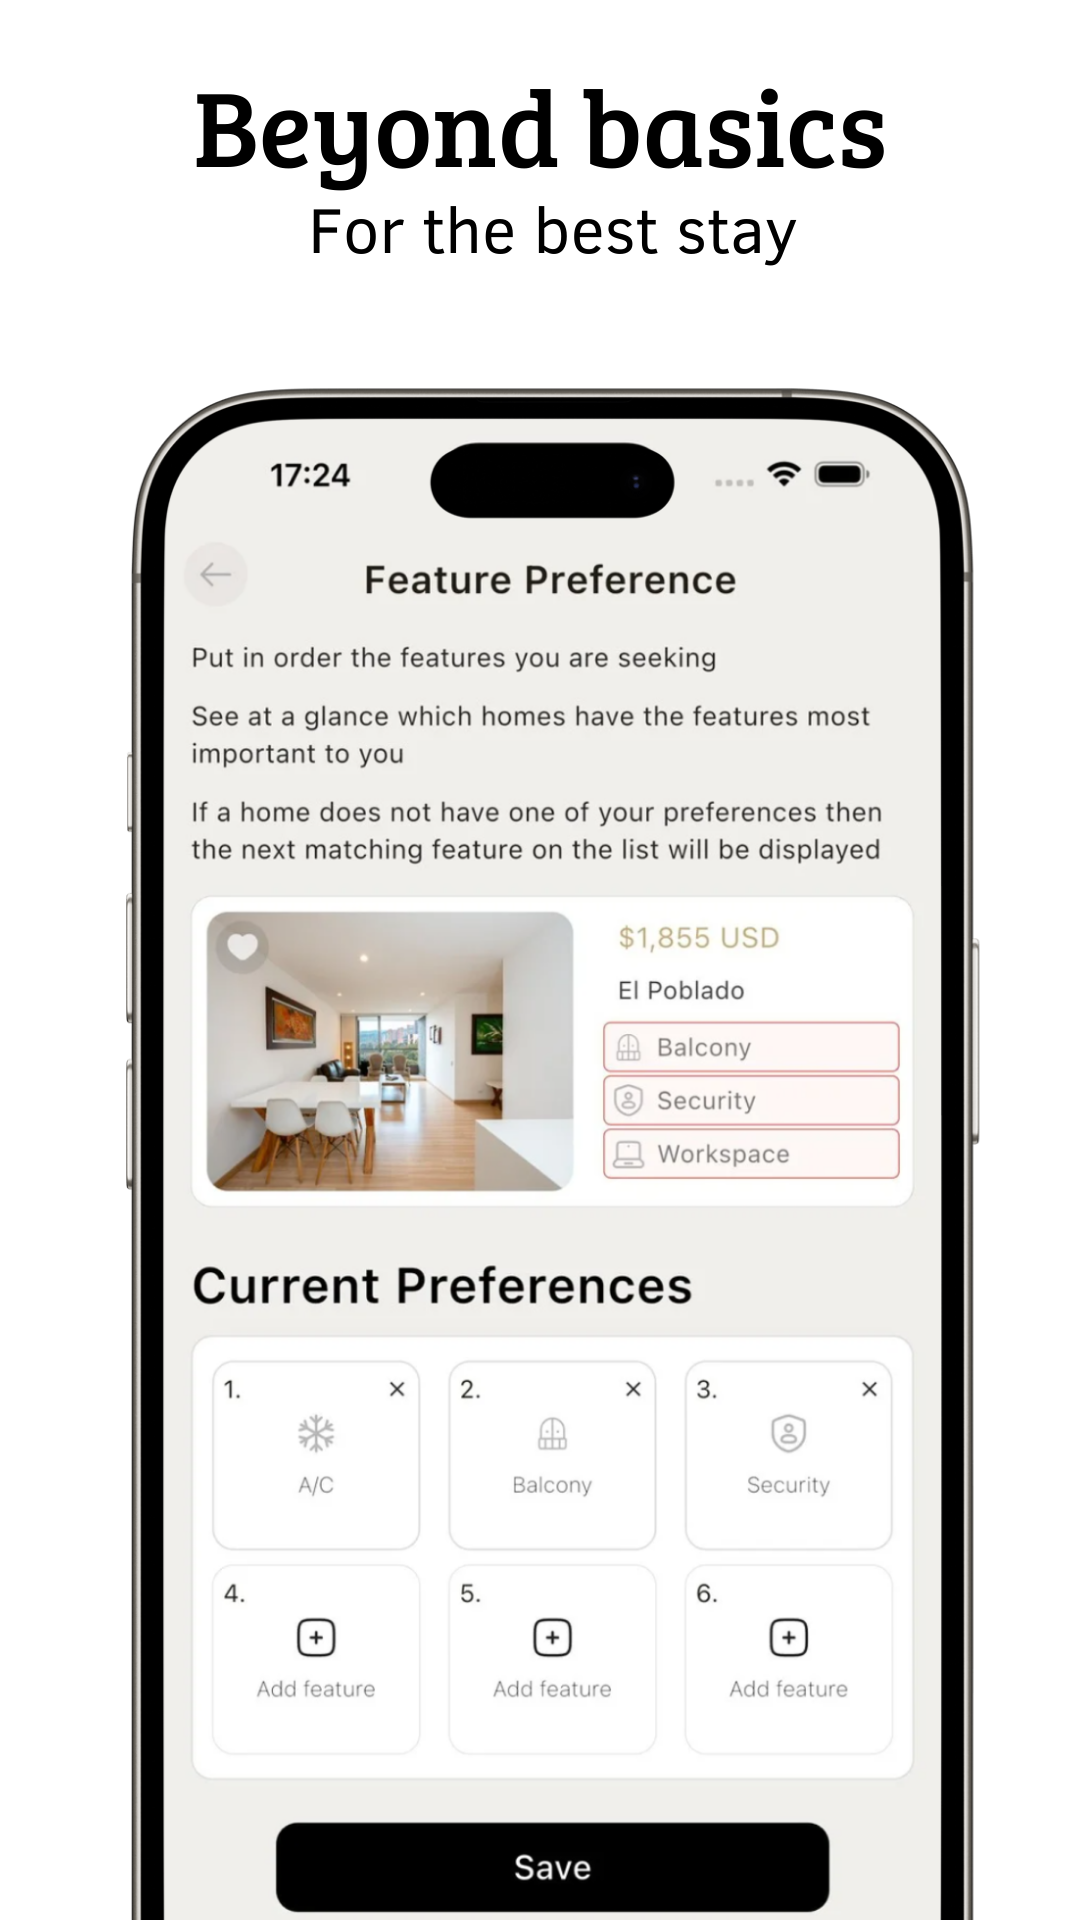 Beyond basics
For the best stay
17:24
Feature Preference
Put in order the features you are seeking
See at a glance which homes have the features most
important to you
If a home does not have one of your preferences then
the next matching feature on the list will be displayed
$1,855 USD
El Poblado
Balcony
Security
Workspace
Current Preferences
1.
A/C
2.
Balcony
3.
Security
4.
Add feature
5.
Add feature
6.
Add feature
Save